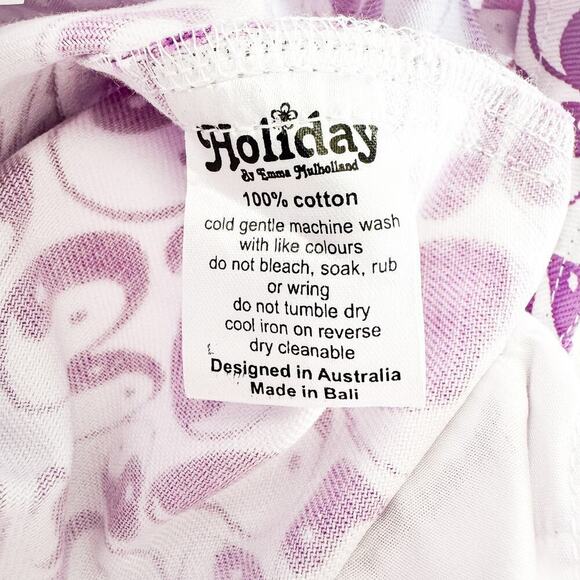 Holiday
By Emma Mulholland
100% cotton
cold gentle machine wash
with like colours
do not bleach, soak, rub
or wring
do not tumble dry
cool iron on reverse
dry cleanable
Designed in Australia
Made in Bali